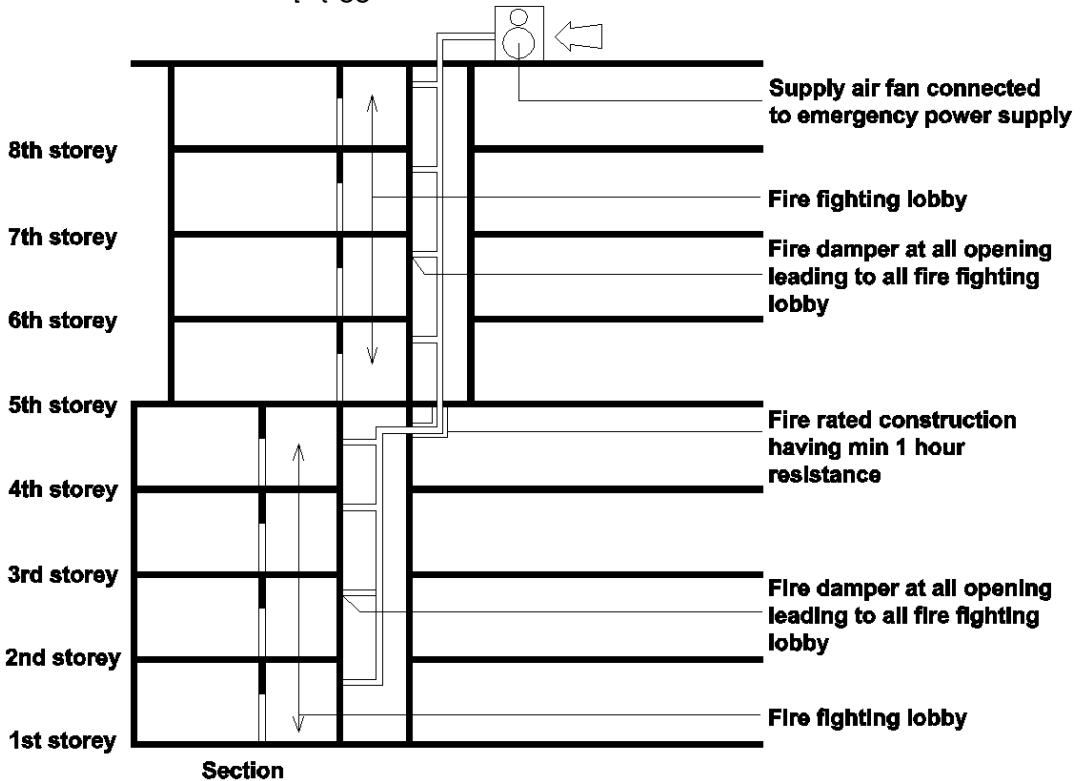 Supply air fan connected
to emergency power supply
8th storey
Fire fighting lobby
7th storey
Fire damper at all opening
leading to all fire fighting
lobby
6th storey
5th storey
Fire rated construction
having min 1 hour
resistance
4th storey
3rd storey
Fire damper at all opening
leading to all fire fighting
lobby
2nd storey
Fire fighting lobby
1st storey
Section